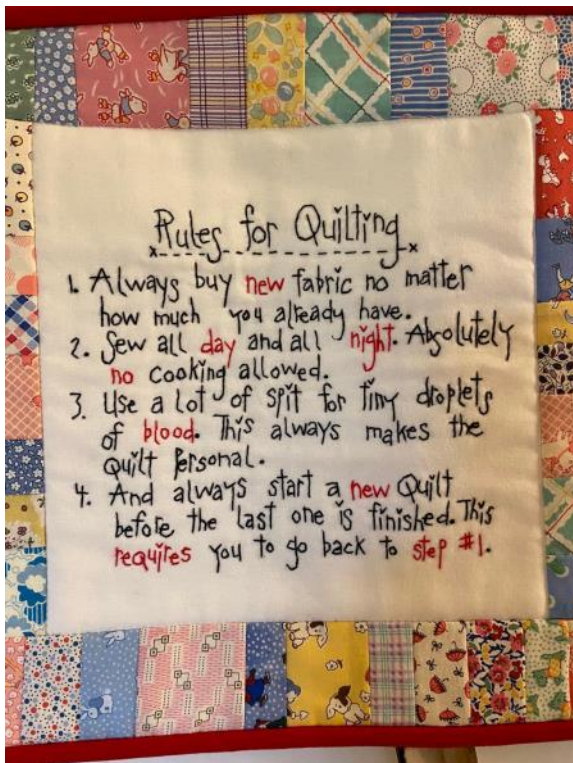 Rules for Quilting
1. Always buy new fabric no matter
how much you already have.
2. Sew all day and all night. Absolutely
no cooking allowed.
3. Use a lot of spit for tiny droplets
of blood. This always makes the
Quilt Personal.
4. And always start a new Quilt
before the last one is finished. This
requires you to go back to step #1.